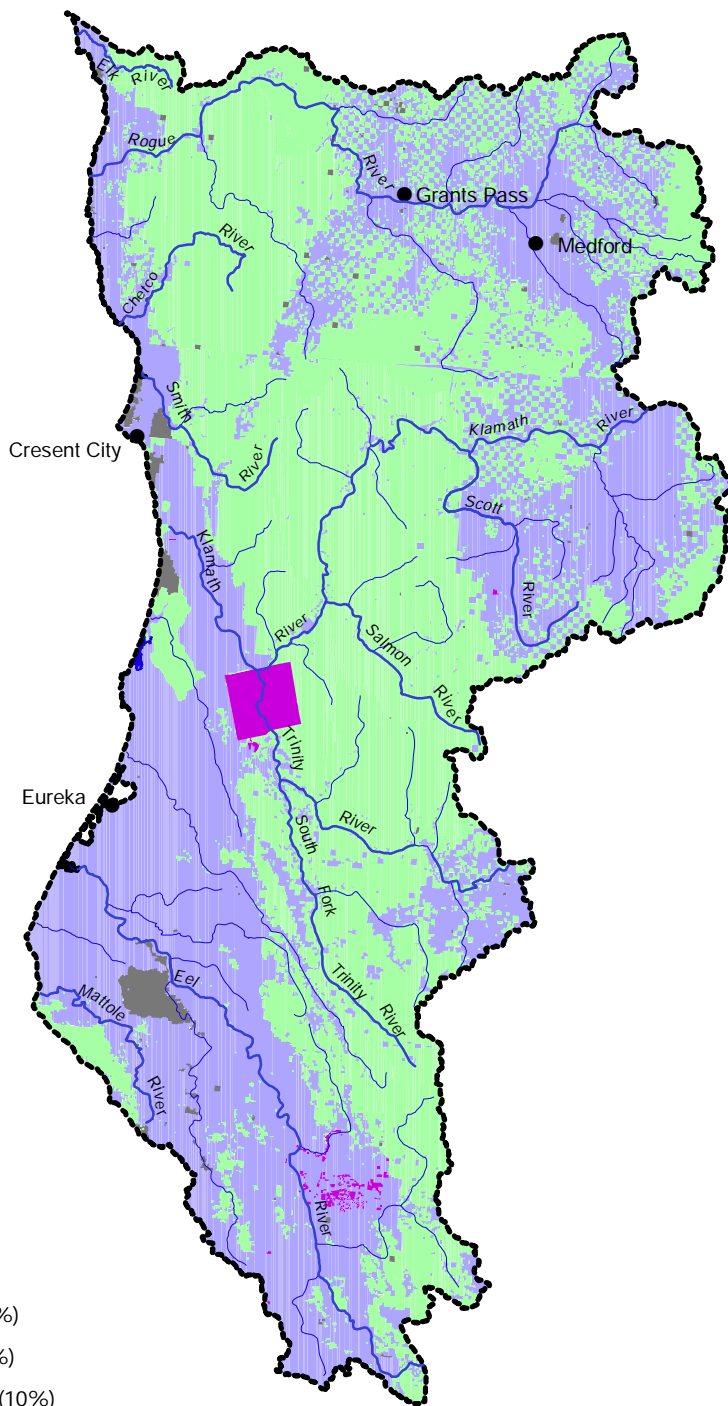 Elk
River
Rogue
River
Grants Pass
River
Medford
Chetco
Smith
Klamath
River
Cresent City
River
Scott
Klamath
River
River
Salmon
River
Trinity
Eureka
River
South
Fork
Trinity
River
Eel
Mattole
River
River
%)
%)
(10%)